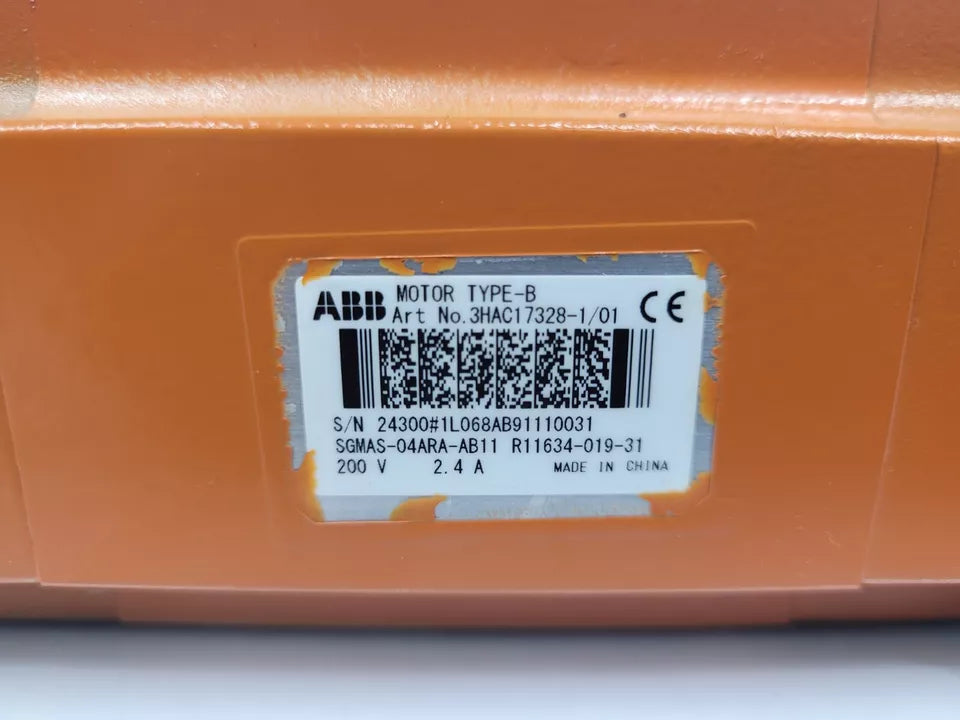 ABB MOTOR TYPE-B
Art No.3HAC17328-1/01 CE
S/N 24300#1L068AB91110031
SGMAS-04ARA-AB11 R11634-019-31
200 V 2.4 A MADE IN CHINA